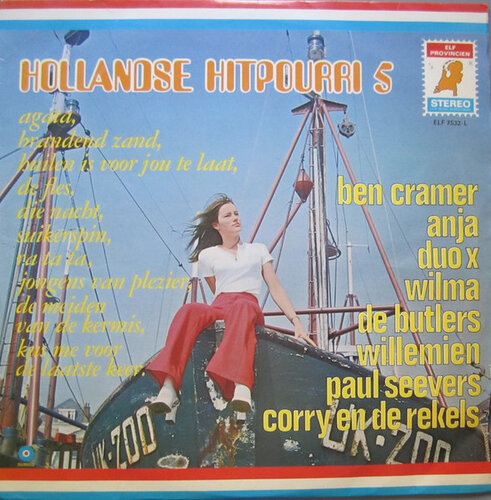 HOLLANDSE HITPOURRI 5
ELF
PROVINCIEN
STEREO
ELF 7532-L
agata,
brandend zand,
huilen is voor jou te laat,
de fles,
die nacht,
suikerspin,
ra ta ta,
jongens van plezier,
de meiden
van de kermis,
kus me voor
de laatste keer.
ben cramer
anja
duo x
wilma
de butlers
willemien
paul seevers
corry en de rekels
UK-200
UK-200